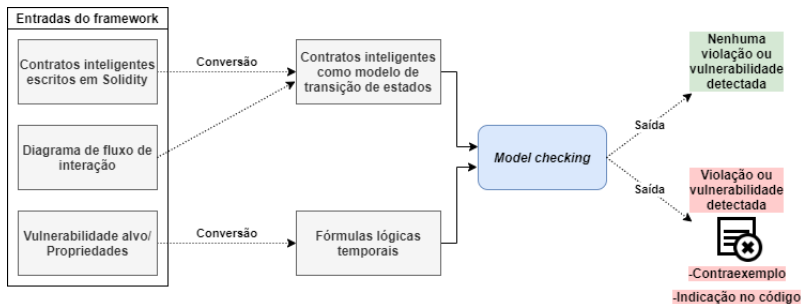 Entradas do framework
Contratos inteligentes
escritos em Solidity
Conversão
Contratos inteligentes
como modelo de
transição de estados
Diagrama de fluxo de
interação
Vulnerabilidade alvo/
Propriedades
Conversão
Fórmulas lógicas
temporais
Model checking
Saída
Nenhuma
violação ou
vulnerabilidade
detectada
Saída
Violação ou
vulnerabilidade
detectada
-Contraexemplo
-Indicação no código